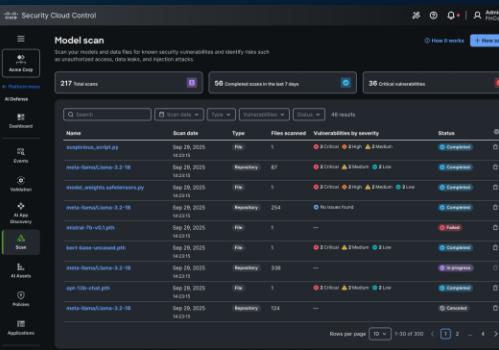 cisco Security Cloud Control
Admin
FinCo
Model scan
How it works
+ New
Scan your models and data files for known security vulnerabilities and identify risks such
as unauthorized access, data leaks, and injection attacks
Acme Corp
Platform menu
AI Defense
Dashboard
Events
Validation
AI App
Discovery
Scan
AI Assets
Policies
Applications
217 Total scans
56 Completed scans in the last 7 days
36 Critical vulnerabilities
Search
Scan date
Type
Vulnerabilities
Status
46 results
Name Scan date Type Files scanned Vulnerabilities by severity Status
suspicious_script.py Sep 29, 2025 File 1 2 Critical 2 High 2 Medium Completed
14:23:15
meta-llama/Llama-3.2-1B Sep 29, 2025 Repository 87 2 Critical 2 Medium 2 Low Completed
14:23:15
model_weights.safetensors.py Sep 29, 2025 File 1 2 Critical 2 High 2 Medium 2 Low Completed
14:23:15
meta-llama/Llama-3.2-1B Sep 29, 2025 Repository 254 No issues found Completed
14:23:15
mistral-7b-v0.1.pth Sep 29, 2025 File 1 — Failed
14:23:15
bert-base-uncased.pth Sep 29, 2025 File 1 2 Critical 2 Medium 2 Low Completed
14:23:15
meta-llama/Llama-3.2-1B Sep 29, 2025 Repository 338 — In progress
14:23:15
opt-10b-chat.pth Sep 29, 2025 File 1 2 Critical 2 Medium 2 Low Completed
14:23:15
meta-llama/Llama-3.2-1B Sep 29, 2025 Repository 124 — Canceled
14:23:15
Rows per page 10 1-30 of 300 1 2 ... 4